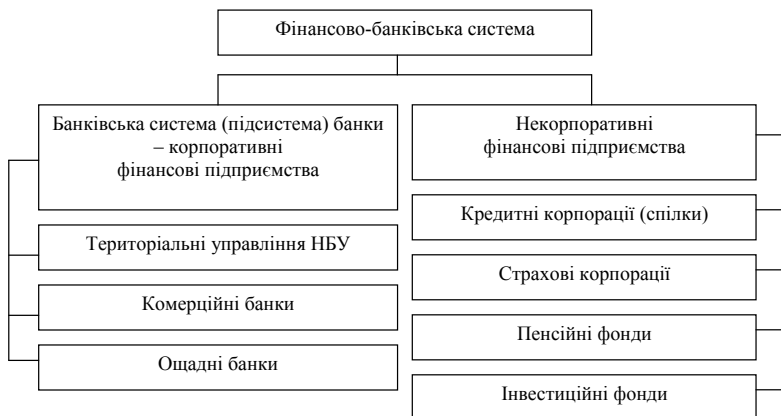 Фінансово-банківська система
Банківська система (підсистема) банки
– корпоративні
фінансові підприємства
Територіальні управління НБУ
Комерційні банки
Ощадні банки
Некорпоративні
фінансові підприємства
Кредитні корпорації (спілки)
Страхові корпорації
Пенсійні фонди
Інвестиційні фонди